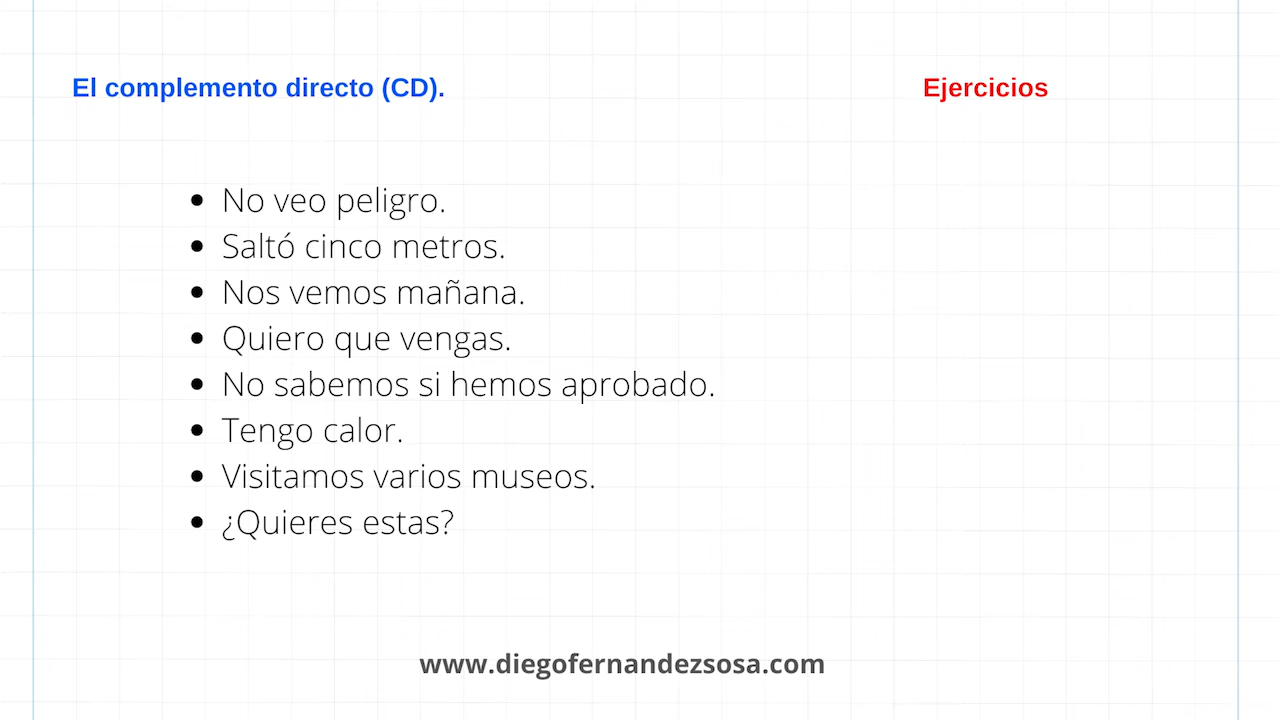 El complemento directo (CD).
Ejercicios
No veo peligro.
Saltó cinco metros.
Nos vemos mañana.
Quiero que vengas.
No sabemos si hemos aprobado.
Tengo calor.
Visitamos varios museos.
¿Quieres estas?
www.diegofernandezsosa.com